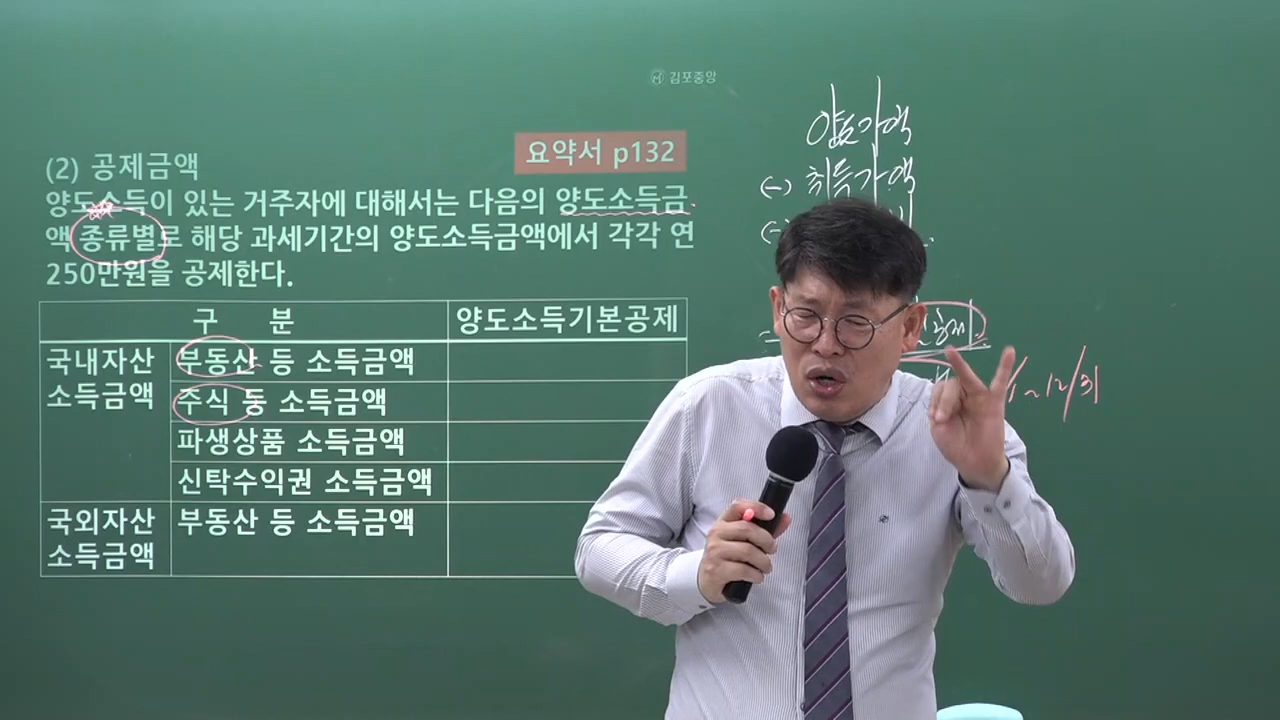 김포중앙
요약서 p132
(2) 공제금액
양도소득이 있는 거주자에 대해서는 다음의 양도소득금
액 종류별로 해당 과세기간의 양도소득금액에서 각각 연
250만원을 공제한다.
구 분 양도소득기본공제
국내자산 소득금액
부동산 등 소득금액
주식 등 소득금액
파생상품 소득금액
신탁수익권 소득금액
국외자산 소득금액
부동산 등 소득금액
양도가액
(-) 취득가액
(-)
~12/31